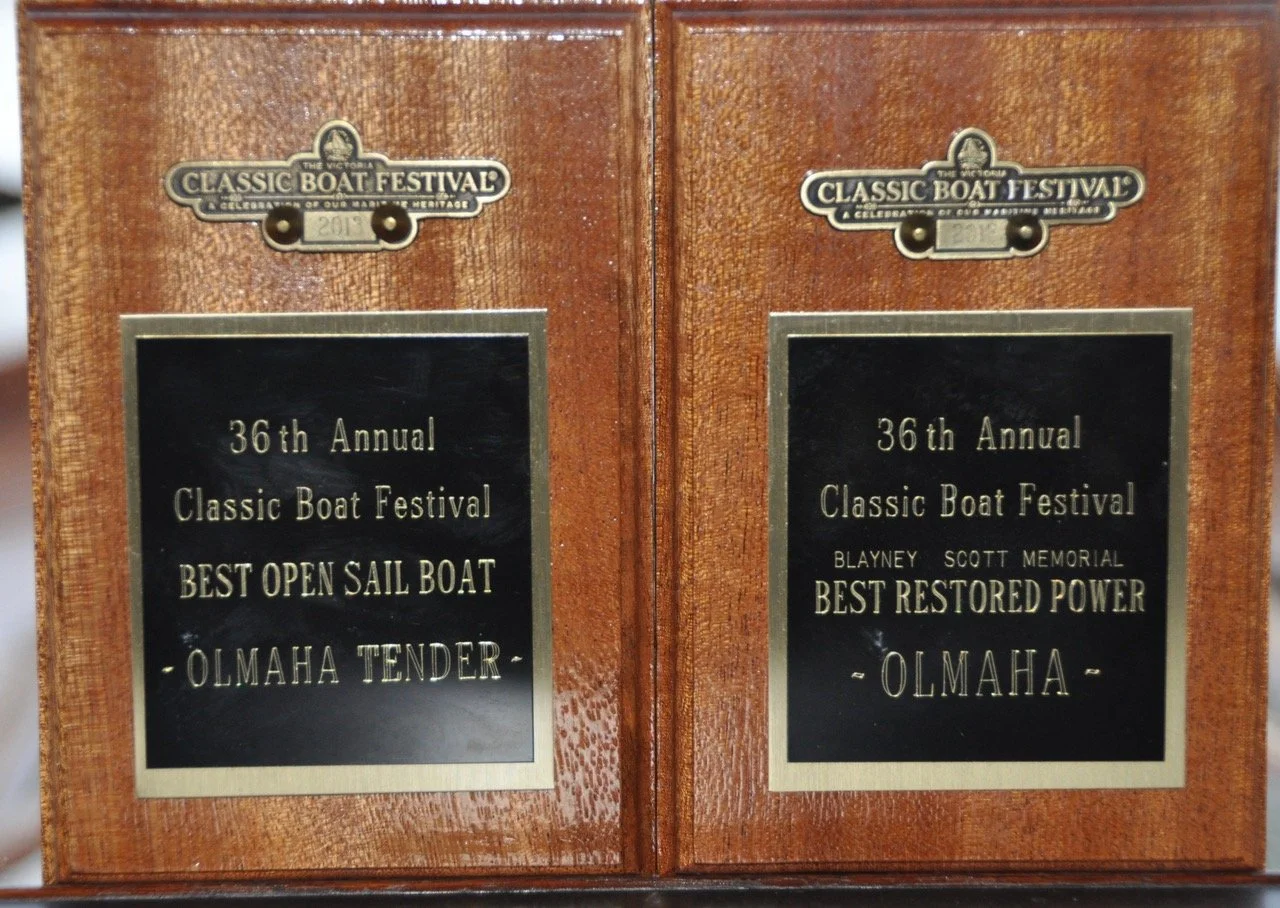 THE VICTORIA
CLASSIC BOAT FESTIVAL®
A CELEBRATION OF OUR MARITIME HERITAGE
2013
36th Annual
Classic Boat Festival
BEST OPEN SAIL BOAT
- OLMAHA TENDER -
THE VICTORIA
CLASSIC BOAT FESTIVAL®
A CELEBRATION OF OUR MARITIME HERITAGE
36th Annual
Classic Boat Festival
BLAYNEY SCOTT MEMORIAL
BEST RESTORED POWER
~ OLMAHA ~